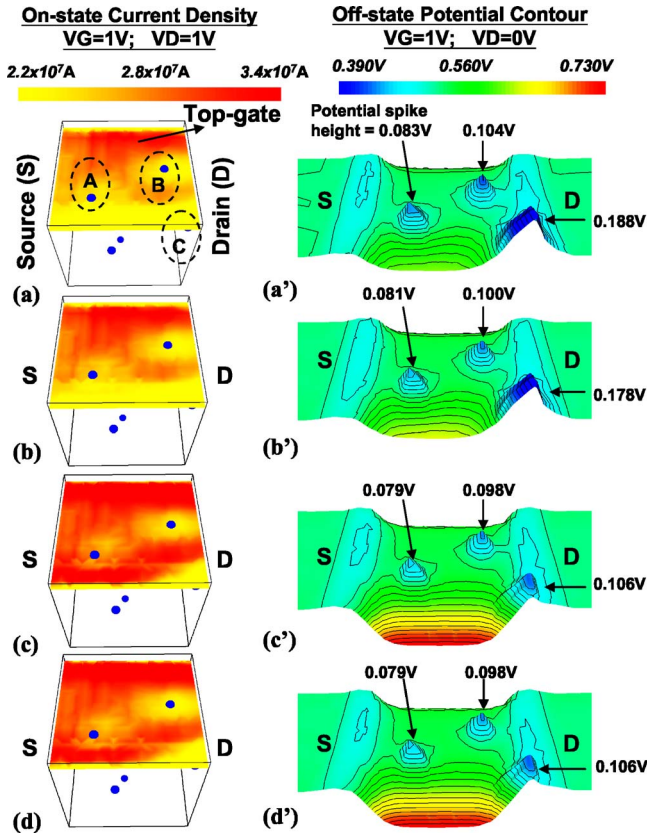 On-state Current Density
VG=1V; VD=1V
2.2x10⁷A 2.8x10⁷A 3.4x10⁷A
Off-state Potential Contour
VG=1V; VD=0V
0.390V 0.560V 0.730V
Top-gate
Source (S)
A
B
C
Drain (D)
(a)
Potential spike
height = 0.083V
0.104V
S
D
0.188V
(a')
S
D
(b)
0.081V
0.100V
S
D
0.178V
(b')
S
D
(c)
0.079V
0.098V
S
D
0.106V
(c')
S
D
(d)
0.079V
0.098V
S
D
0.106V
(d')